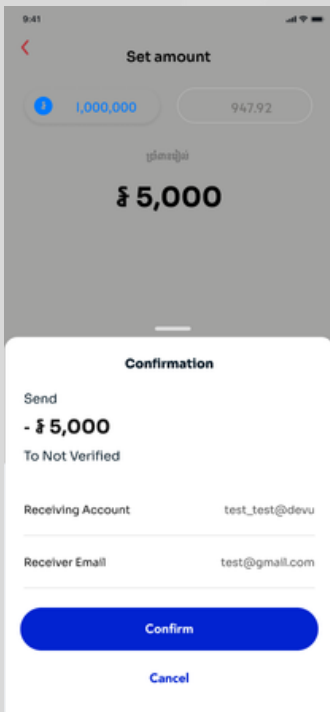 9:41
Set amount
៛ 1,000,000
947.92
៛ 5,000
Confirmation
Send
- ៛ 5,000
To Not Verified
Receiving Account test_test@devu
Receiver Email test@gmail.com
Confirm
Cancel